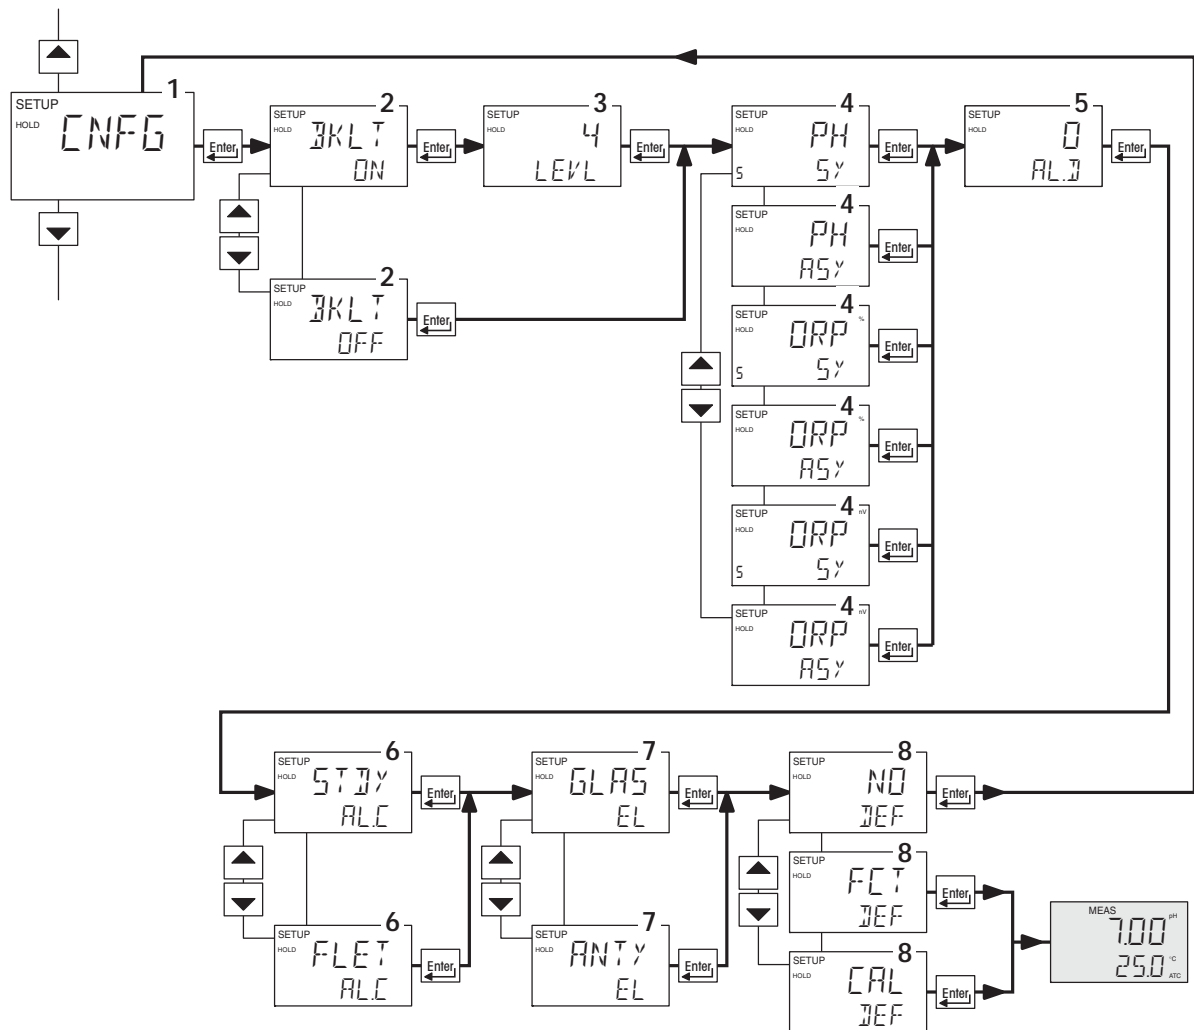 1
SETUP
HOLD
CNFG
Enter
2
SETUP
HOLD
BKLT
ON
Enter
3
SETUP
HOLD
4
LEVL
Enter
4
SETUP
HOLD
PH
S SY
Enter
5
SETUP
HOLD
0
AL.D
Enter
4
SETUP
HOLD
PH
ASY
Enter
2
SETUP
HOLD
BKLT
OFF
Enter
4
SETUP %
HOLD
ORP
S SY
Enter
4
SETUP %
HOLD
ORP
ASY
Enter
4
SETUP mV
HOLD
ORP
S SY
Enter
4
SETUP mV
HOLD
ORP
ASY
Enter
6
SETUP
HOLD
STDY
AL.C
Enter
7
SETUP
HOLD
GLAS
EL
Enter
8
SETUP
HOLD
NO
DEF
Enter
8
SETUP
HOLD
FCT
DEF
Enter
6
SETUP
HOLD
FLET
AL.C
Enter
7
SETUP
HOLD
ANTY
EL
Enter
8
SETUP
HOLD
CAL
DEF
Enter
MEAS
7.00 pH
25.0 °C
ATC